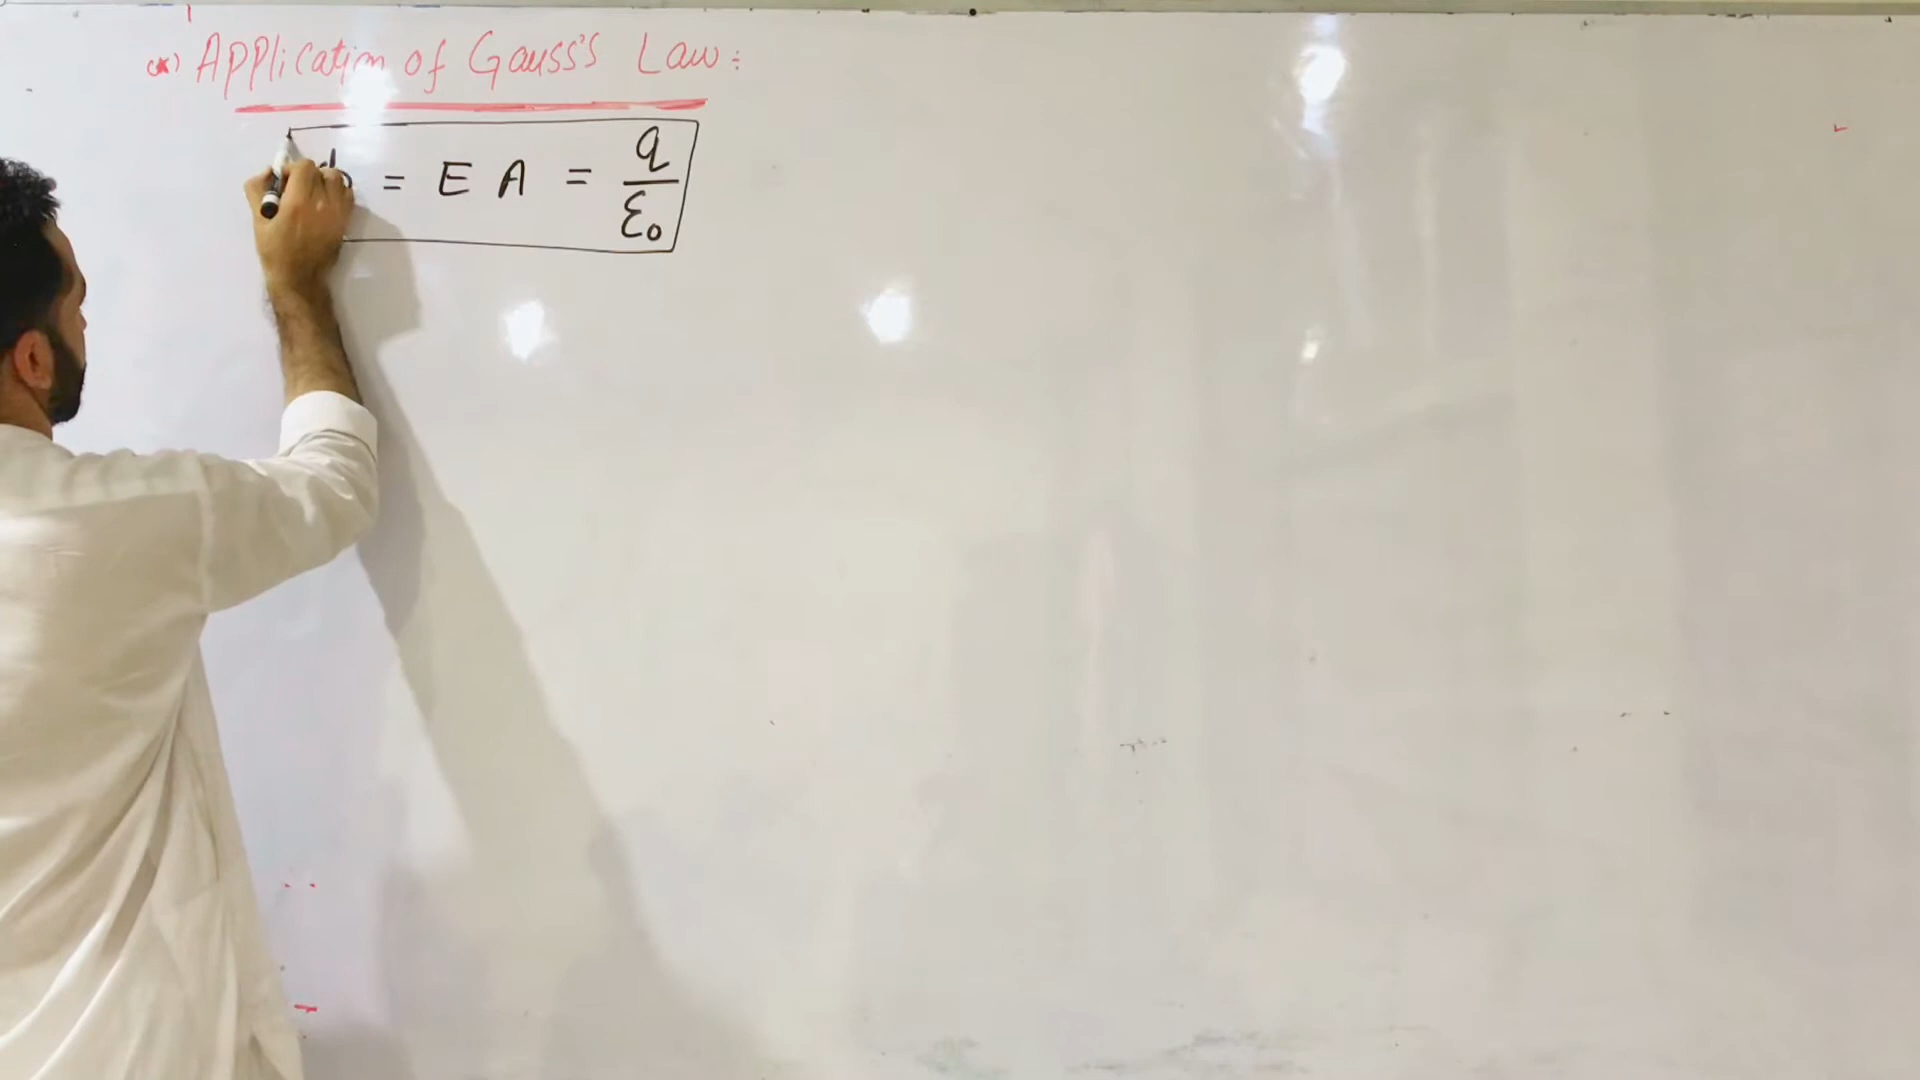 (*) Application of Gauss's Law:
ϕ = E A = q/ε₀